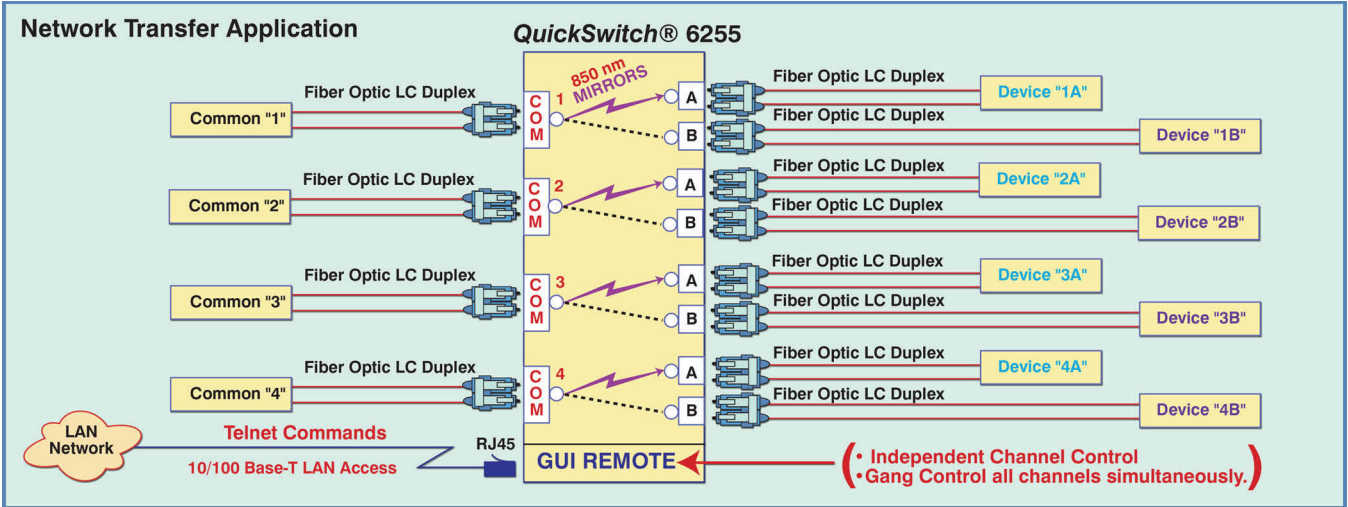 Network Transfer Application
QuickSwitch® 6255
Fiber Optic LC Duplex
Common "1"
COM
1
850 nm
MIRRORS
A
B
Fiber Optic LC Duplex
Device "1A"
Fiber Optic LC Duplex
Device "1B"
Fiber Optic LC Duplex
Common "2"
COM
2
A
B
Fiber Optic LC Duplex
Device "2A"
Fiber Optic LC Duplex
Device "2B"
Fiber Optic LC Duplex
Common "3"
COM
3
A
B
Fiber Optic LC Duplex
Device "3A"
Fiber Optic LC Duplex
Device "3B"
Fiber Optic LC Duplex
Common "4"
COM
4
A
B
Fiber Optic LC Duplex
Device "4A"
Fiber Optic LC Duplex
Device "4B"
LAN
Network
Telnet Commands
10/100 Base-T LAN Access
RJ45
GUI REMOTE
(• Independent Channel Control
•Gang Control all channels simultaneously.)